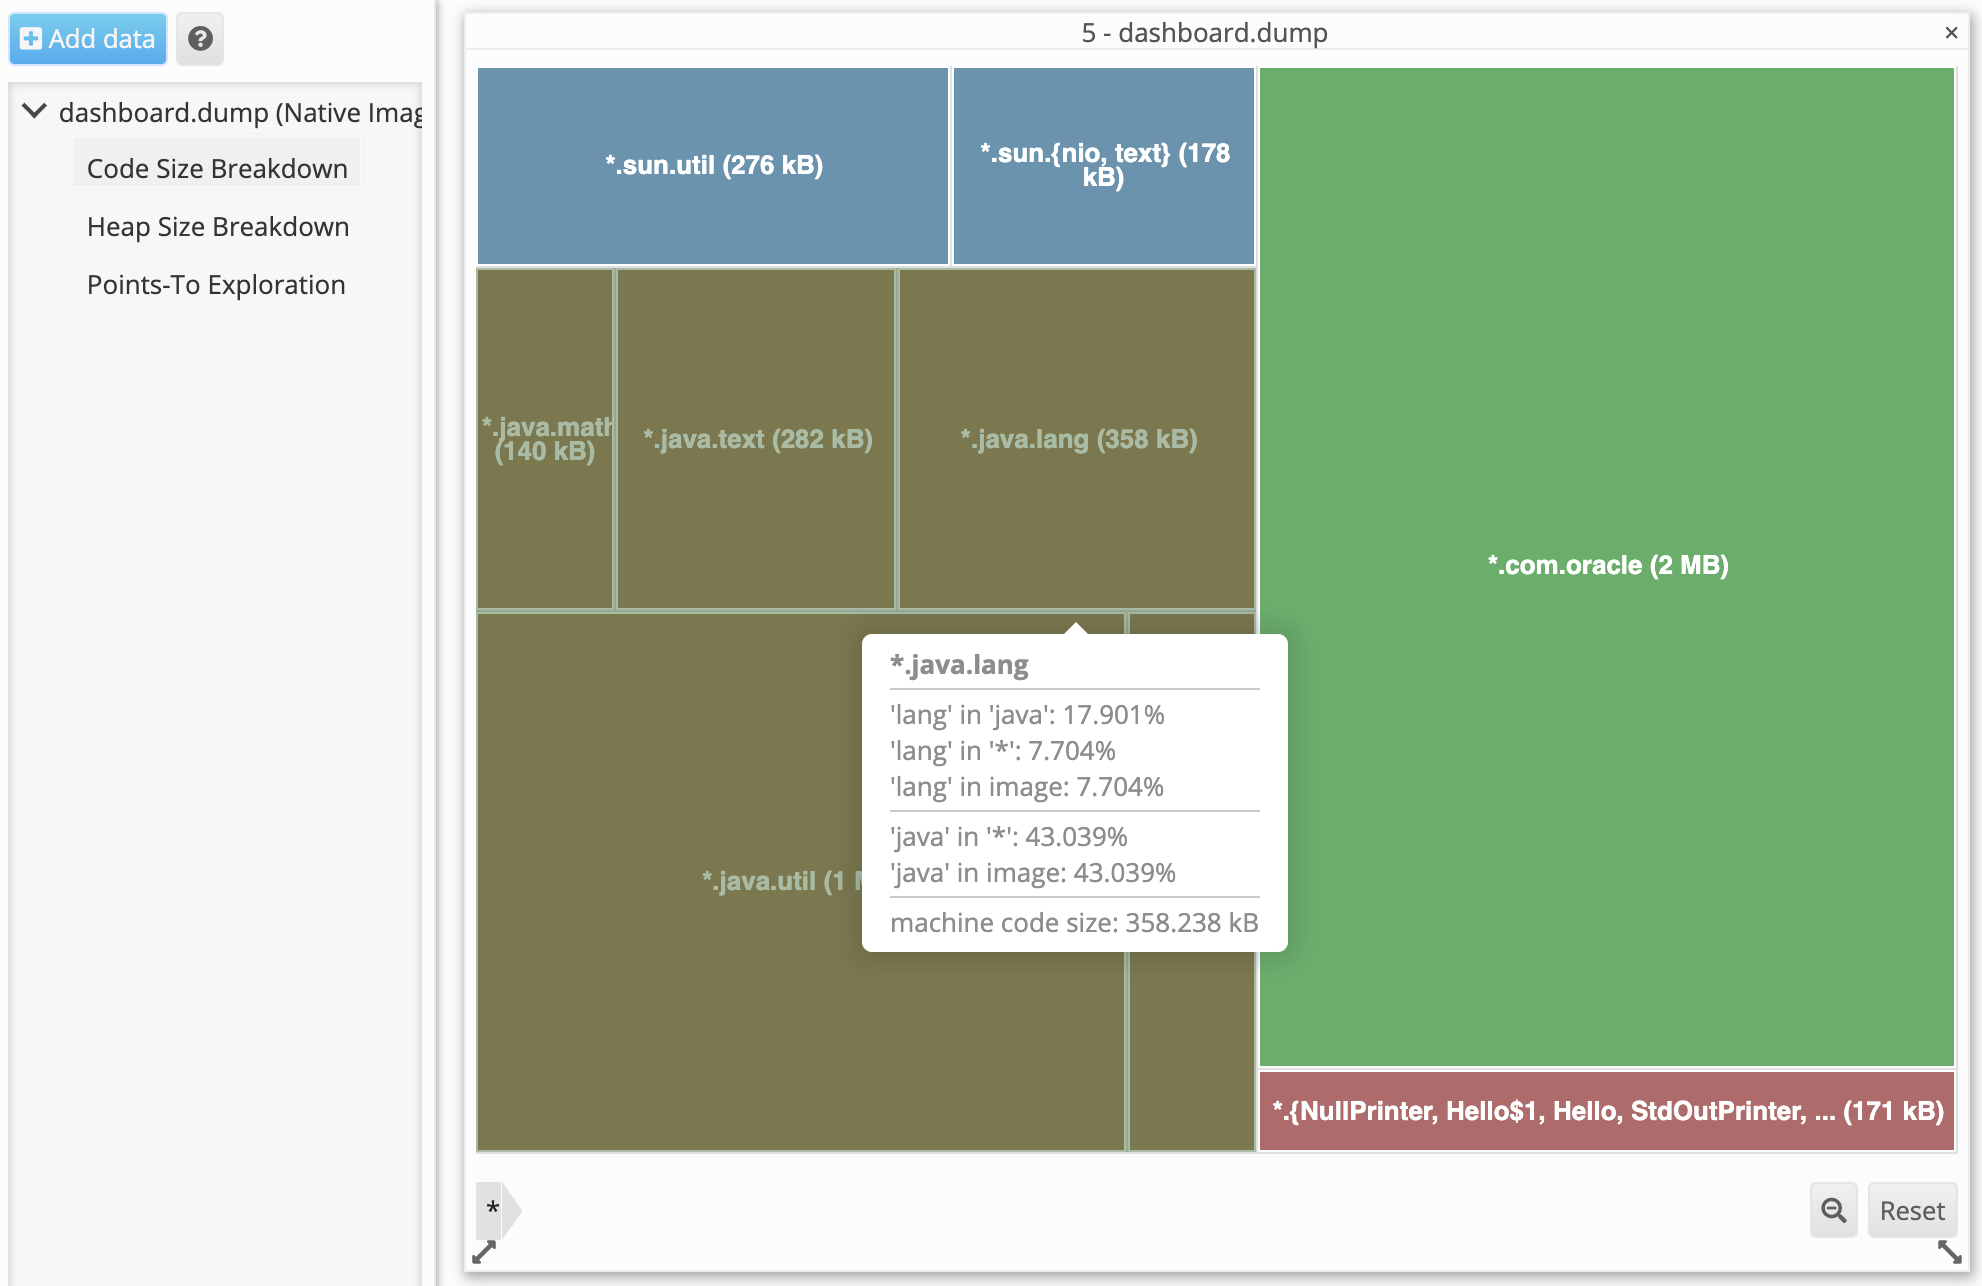 Add data
?
5 - dashboard.dump
×
dashboard.dump (Native Imag
Code Size Breakdown
Heap Size Breakdown
Points-To Exploration
*.sun.util (276 kB)
*.sun.{nio, text} (178
kB)
*.java.math
(140 kB)
*.java.text (282 kB)
*.java.lang (358 kB)
*.com.oracle (2 MB)
*.java.lang
'lang' in 'java': 17.901%
'lang' in '*': 7.704%
'lang' in image: 7.704%
'java' in '*': 43.039%
'java' in image: 43.039%
machine code size: 358.238 kB
*.java.util (1
*.{NullPrinter, Hello$1, Hello, StdOutPrinter, ... (171 kB)
*
Reset